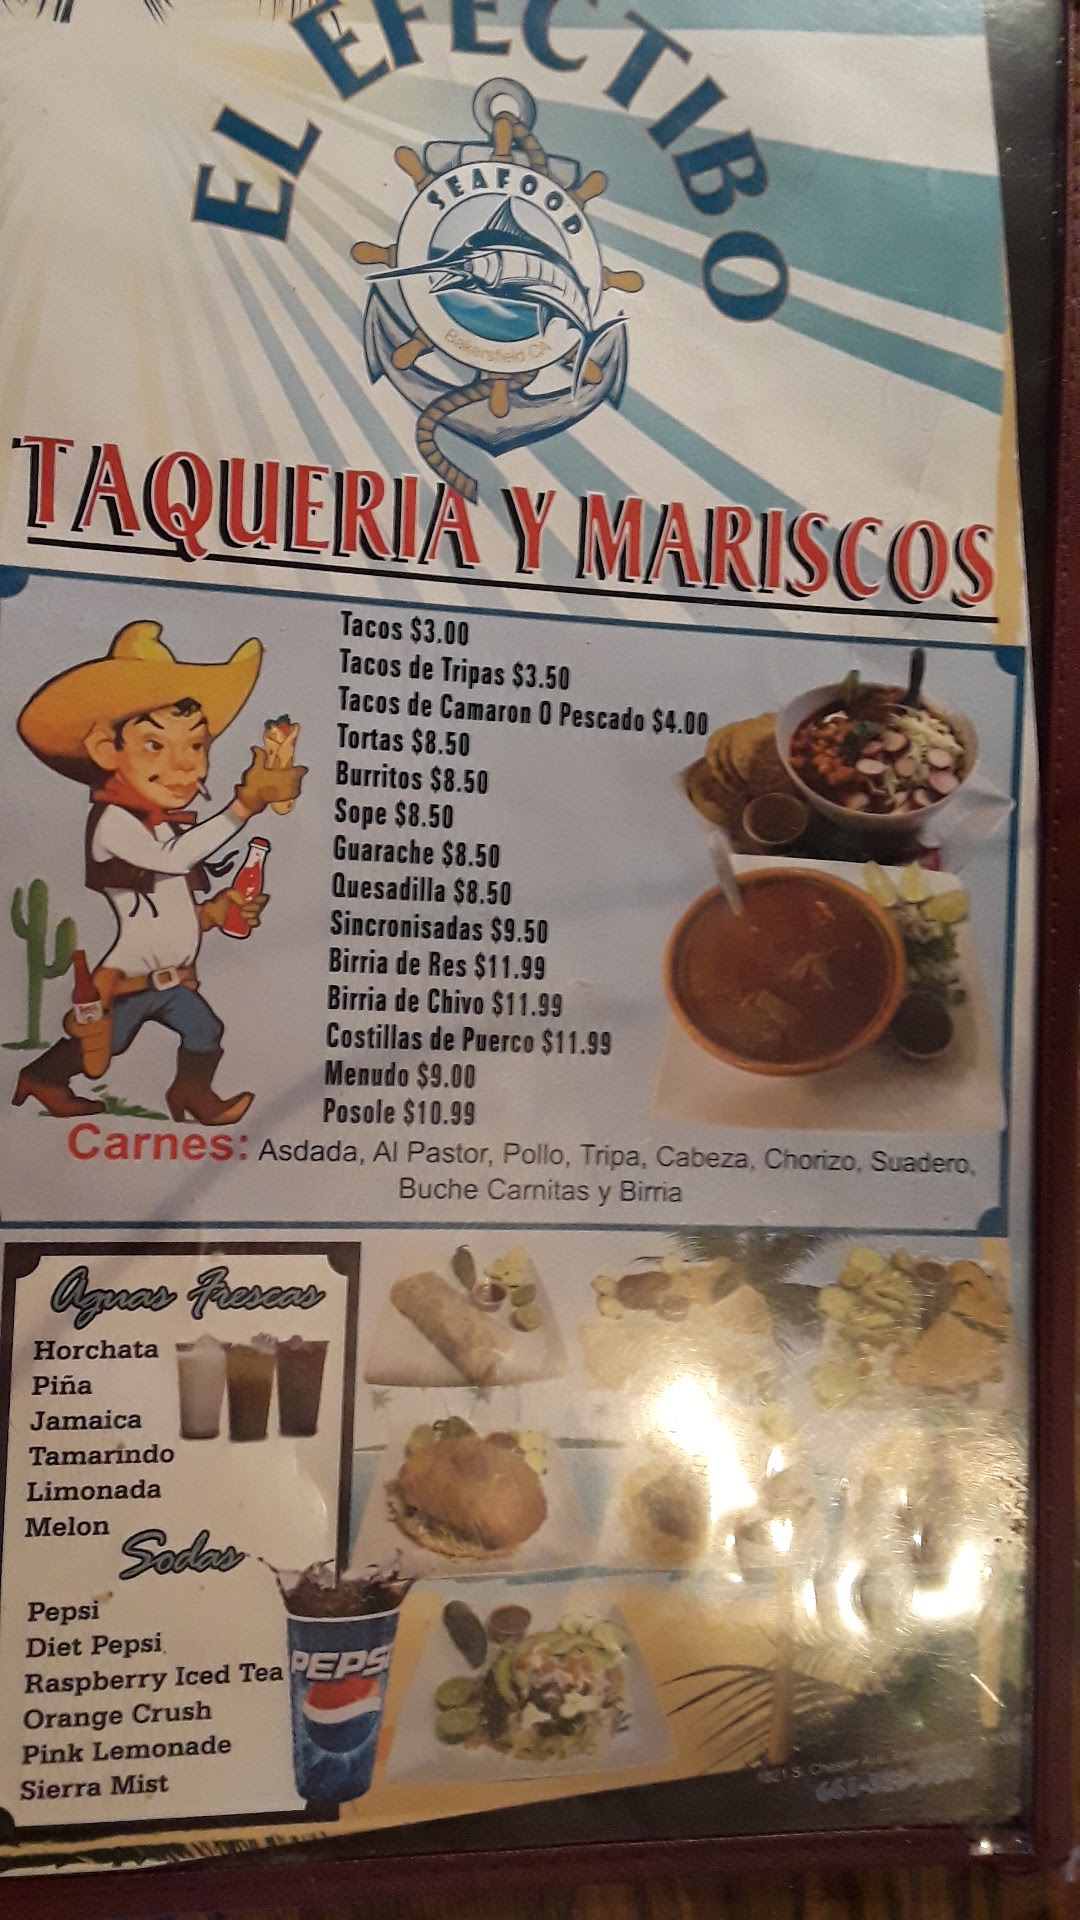 EL EFECTIBO
SEAFOOD
Bakersfield CA
TAQUERIA Y MARISCOS
Tacos $3.00
Tacos de Tripas $3.50
Tacos de Camaron O Pescado $4.00
Tortas $8.50
Burritos $8.50
Sope $8.50
Guarache $8.50
Quesadilla $8.50
Sincronisadas $9.50
Birria de Res $11.99
Birria de Chivo $11.99
Costillas de Puerco $11.99
Menudo $9.00
Posole $10.99
Carnes: Asdada, Al Pastor, Pollo, Tripa, Cabeza, Chorizo, Suadero,
Buche Carnitas y Birria
Aguas Frescas
Horchata
Piña
Jamaica
Tamarindo
Limonada
Melon
Sodas
Pepsi
Diet Pepsi
Raspberry Iced Tea
Orange Crush
Pink Lemonade
Sierra Mist
PEPSI
1821 S.